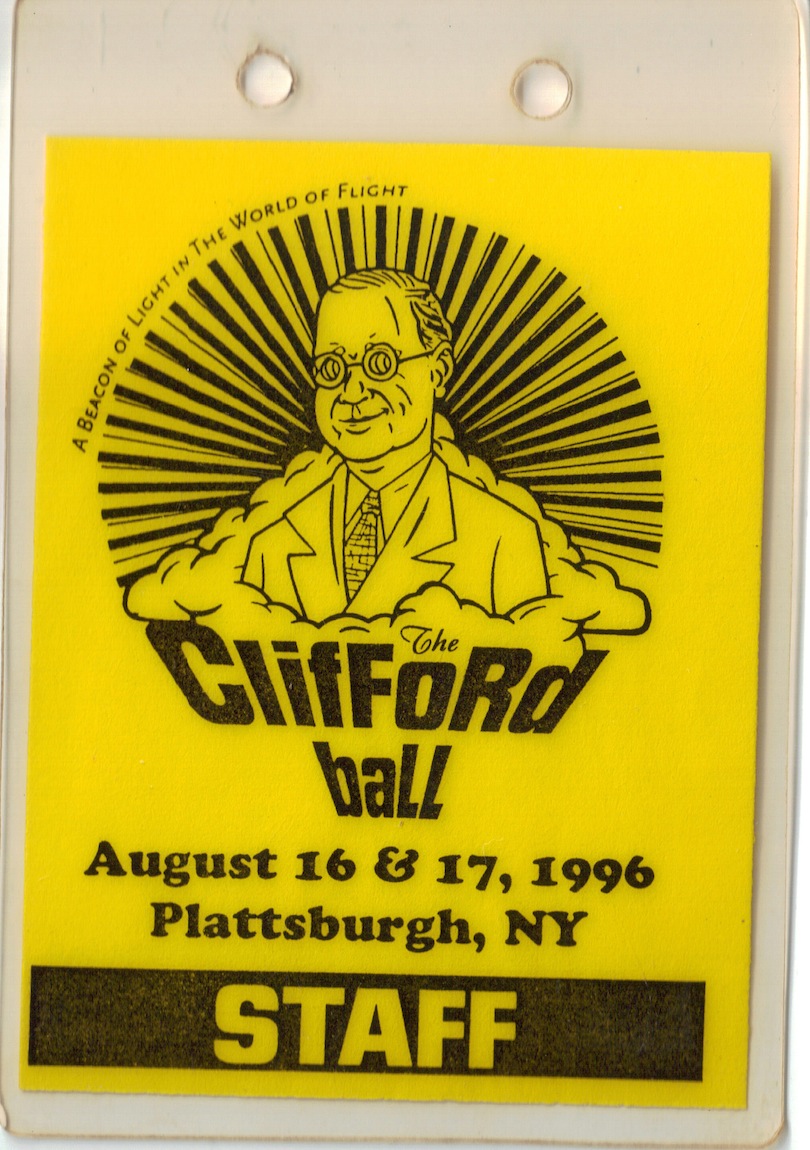 A BEACON OF LIGHT IN THE WORLD OF FLIGHT
The
CliFFoRd
baLL
August 16 & 17, 1996
Plattsburgh, NY
STAFF